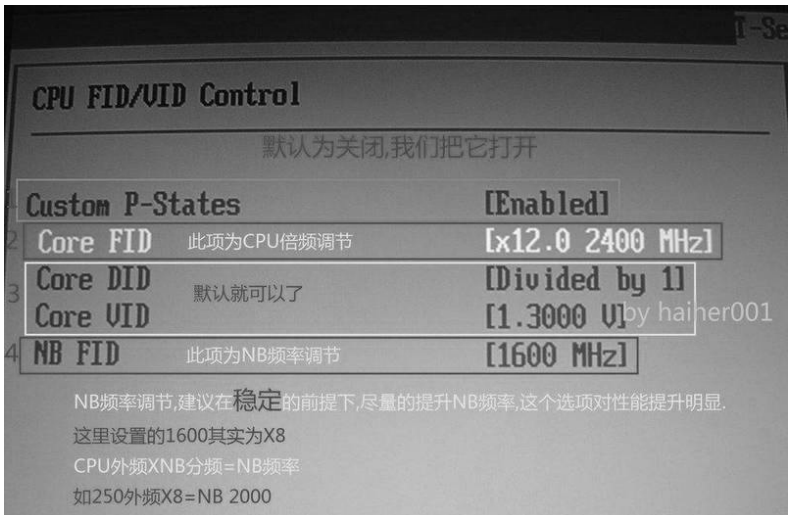 T-Se
CPU FID/VID Control
默认为关闭,我们把它打开
1 Custom P-States [Enabled]
2 Core FID 此项为CPU倍频调节 [x12.0 2400 MHz]
Core DID [Divided by 1]
3 默认就可以了
Core VID [1.3000 V]
by hainer001
4 NB FID 此项为NB频率调节 [1600 MHz]
NB频率调节,建议在稳定的前提下,尽量的提升NB频率,这个选项对性能提升明显.
这里设置的1600其实为X8
CPU外频XNB分频=NB频率
如250外频X8=NB 2000